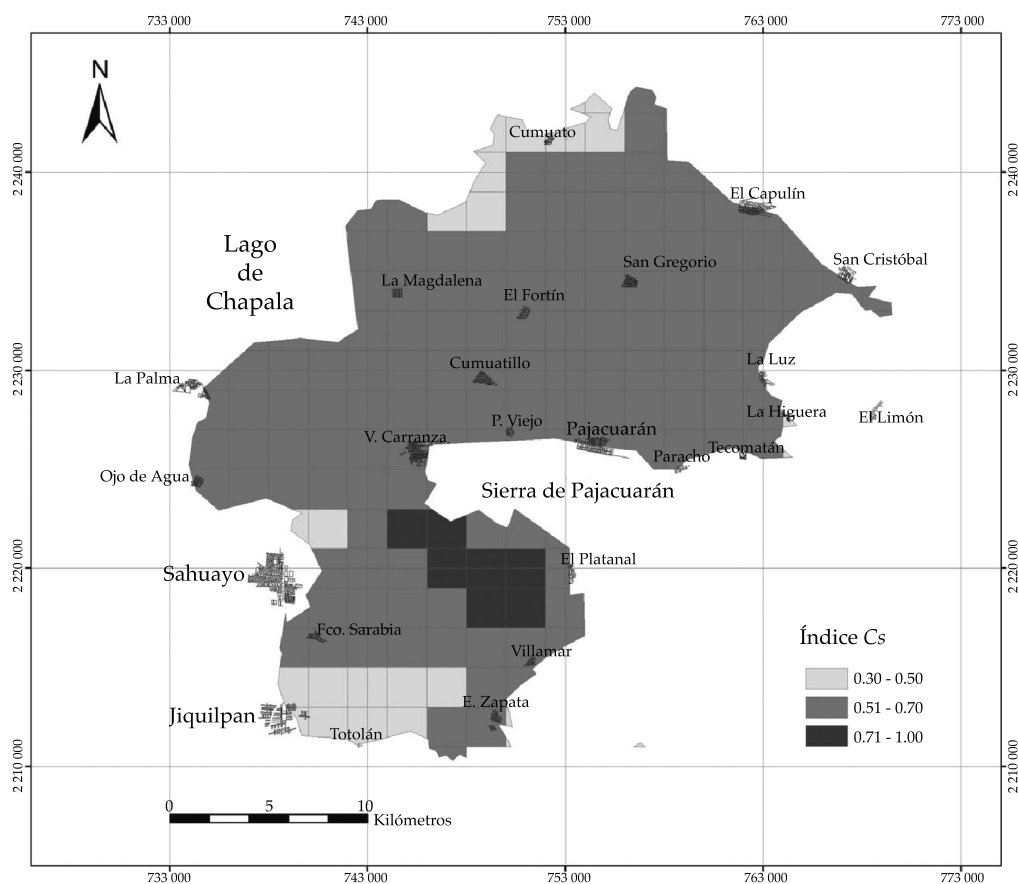 733 000
743 000
753 000
763 000
773 000
N
2 240 000
2 240 000
2 230 000
2 230 000
2 220 000
2 220 000
2 210 000
2 210 000
Cumuato
El Capulín
Lago
de
Chapala
San Cristóbal
San Gregorio
La Magdalena
El Fortín
La Luz
Cumuatillo
La Palma
La Higuera
El Limón
P. Viejo
Pajacuarán
V. Carranza
Tecomatán
Paracho
Ojo de Agua
Sierra de Pajacuarán
El Platanal
Sahuayo
Fco. Sarabia
Índice Cs
Villamar
0.30 - 0.50
E. Zapata
0.51 - 0.70
Jiquilpan
Totolán
0.71 - 1.00
0
5
10
Kilómetros
733 000
743 000
753 000
763 000
773 000